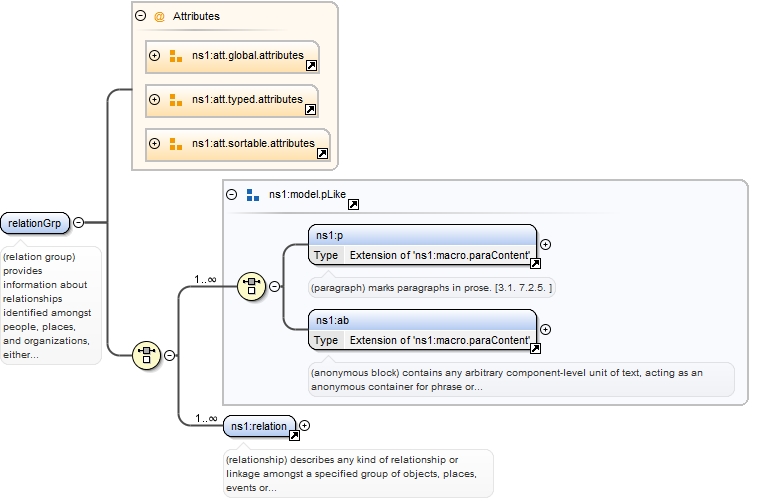 Attributes
ns1:att.global.attributes
ns1:att.typed.attributes
ns1:att.sortable.attributes
relationGrp
(relation group)
provides
information about
relationships
identified amongst
people, places,
and organizations,
either...
ns1:model.pLike
1..∞
ns1:p
Type Extension of 'ns1:macro.paraContent'
(paragraph) marks paragraphs in prose. [3.1. 7.2.5. ]
ns1:ab
Type Extension of 'ns1:macro.paraContent'
(anonymous block) contains any arbitrary component-level unit of text, acting as an
anonymous container for phrase or...
1..∞
ns1:relation
(relationship) describes any kind of relationship or
linkage amongst a specified group of objects, places,
events or...